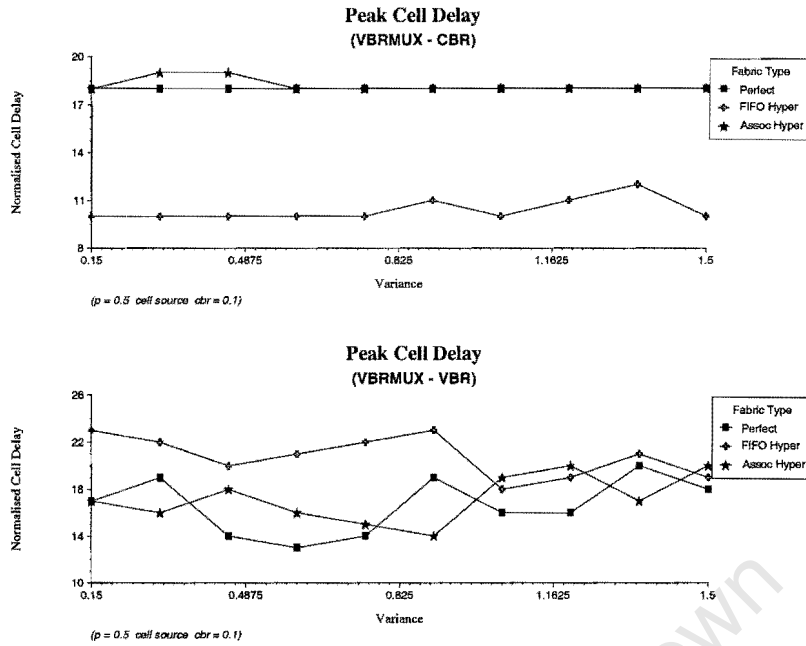 Peak Cell Delay
(VBRMUX - CBR)
20
17
14
11
8
Normalised Cell Delay
0.15 0.4875 0.825 1.1625 1.5
Variance
(p = 0.5 cell source cbr = 0.1)
Fabric Type
Perfect
FIFO Hyper
Assoc Hyper
Peak Cell Delay
(VBRMUX - VBR)
26
22
18
14
10
Normalised Cell Delay
0.15 0.4875 0.825 1.1625 1.5
Variance
(p = 0.5 cell source cbr = 0.1)
Fabric Type
Perfect
FIFO Hyper
Assoc Hyper
own